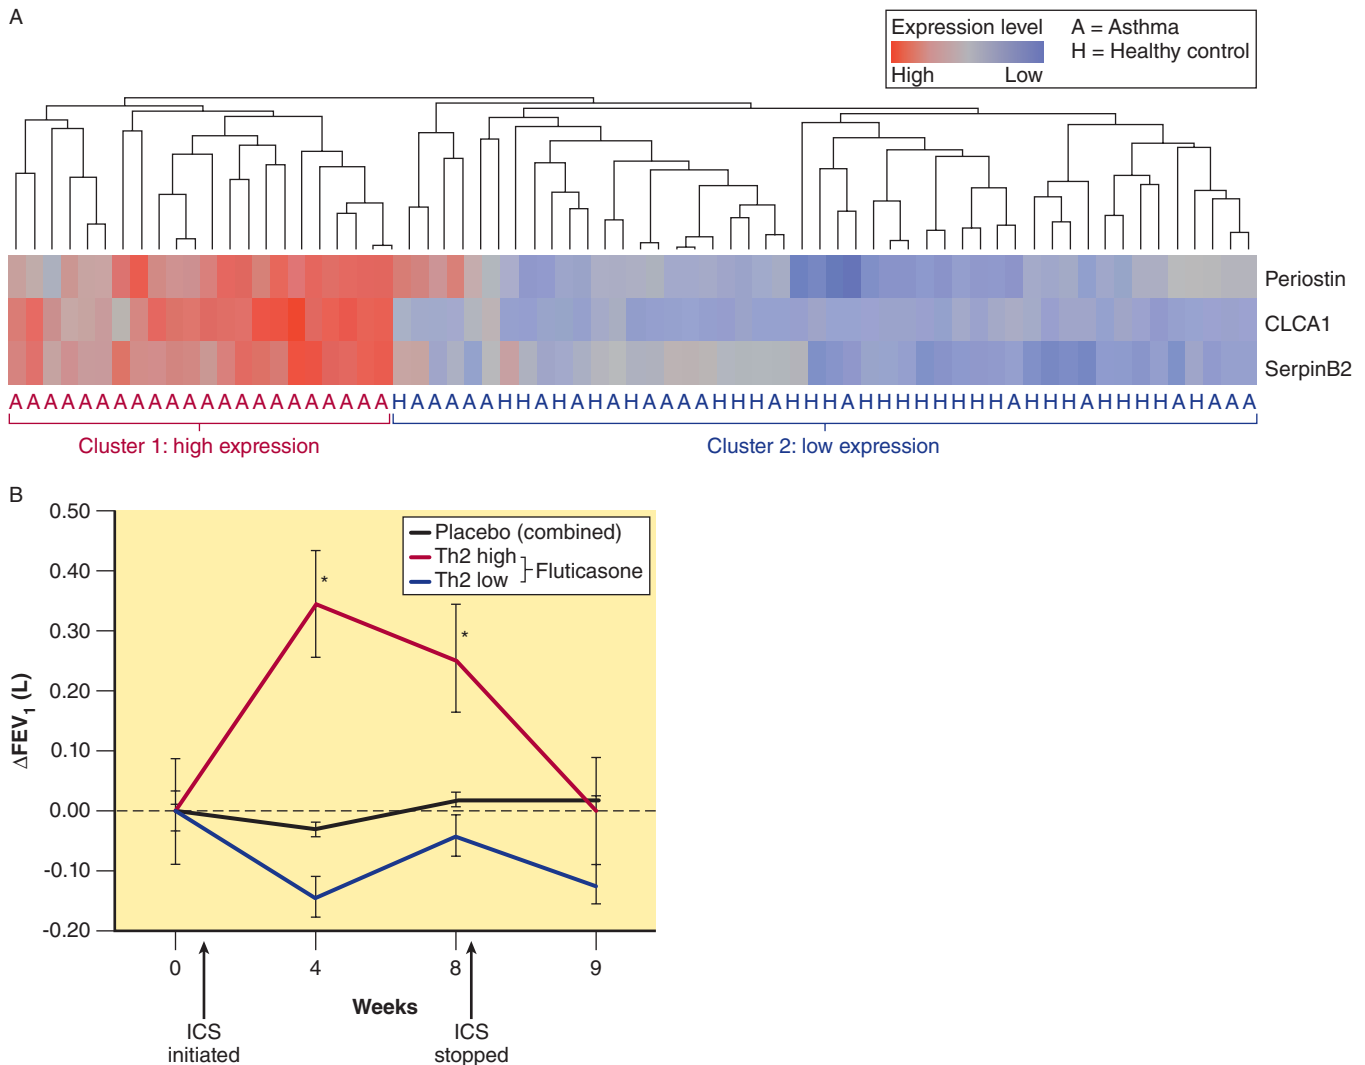 A
Expression level
High Low
A = Asthma
H = Healthy control
Periostin
CLCA1
SerpinB2
A A A A A A A A A A A A A A A A A A A A A A H A A A A A H H A H A H A H A A A A H H H A H H H A H H H H H H H H A H H H A H H H H A H A A A
Cluster 1: high expression
Cluster 2: low expression
B
0.50
0.40
0.30
0.20
0.10
0.00
-0.10
-0.20
ΔFEV1 (L)
Placebo (combined)
Th2 high
Th2 low
Fluticasone
*
*
0 4 8 9
Weeks
ICS
initiated
ICS
stopped